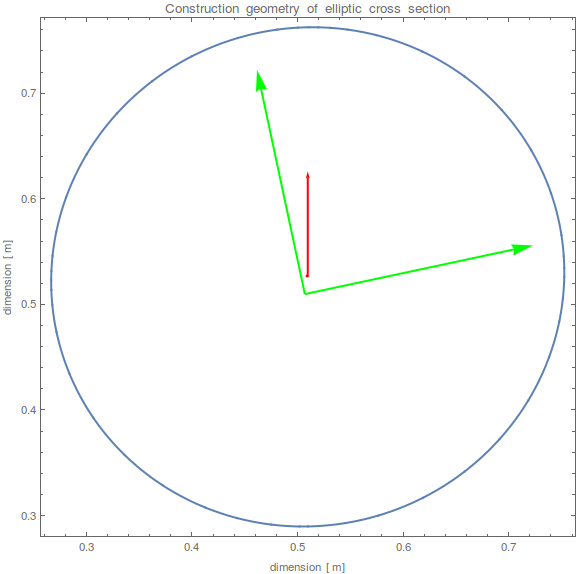 Construction geometry of elliptic cross section
dimension [ m]
0.7
0.6
0.5
0.4
0.3
0.3 0.4 0.5 0.6 0.7
dimension [ m]